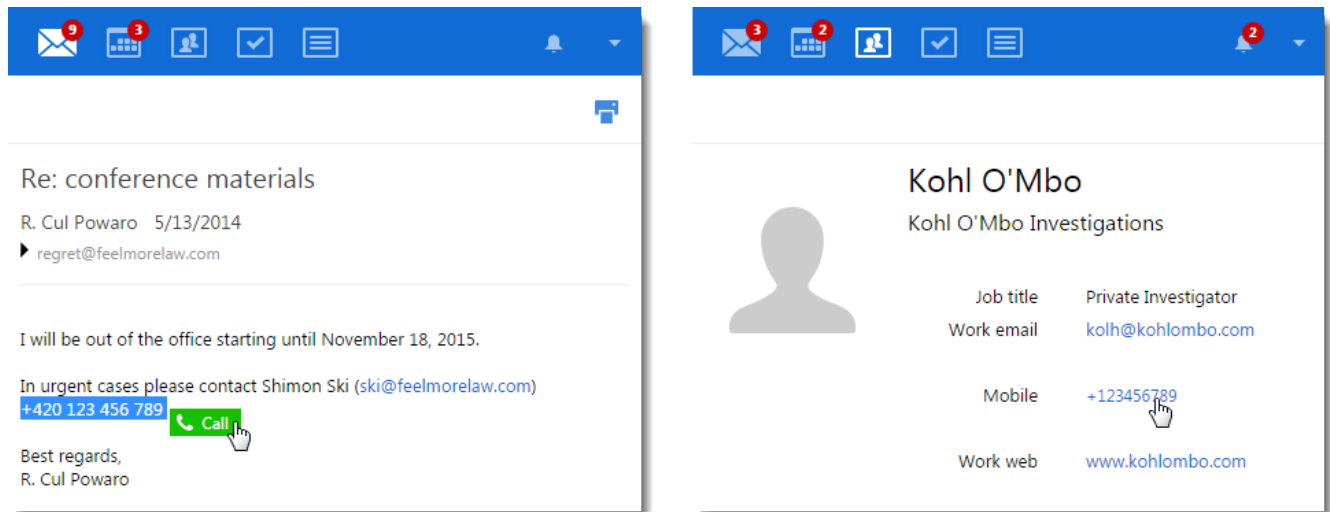 9 3
Re: conference materials
R. Cul Powaro 5/13/2014
regret@feelmorelaw.com
I will be out of the office starting until November 18, 2015.
In urgent cases please contact Shimon Ski (ski@feelmorelaw.com)
+420 123 456 789
Call
Best regards,
R. Cul Powaro
3 2 2
Kohl O'Mbo
Kohl O'Mbo Investigations
Job title Private Investigator
Work email kolh@kohlombo.com
Mobile +123456789
Work web www.kohlombo.com